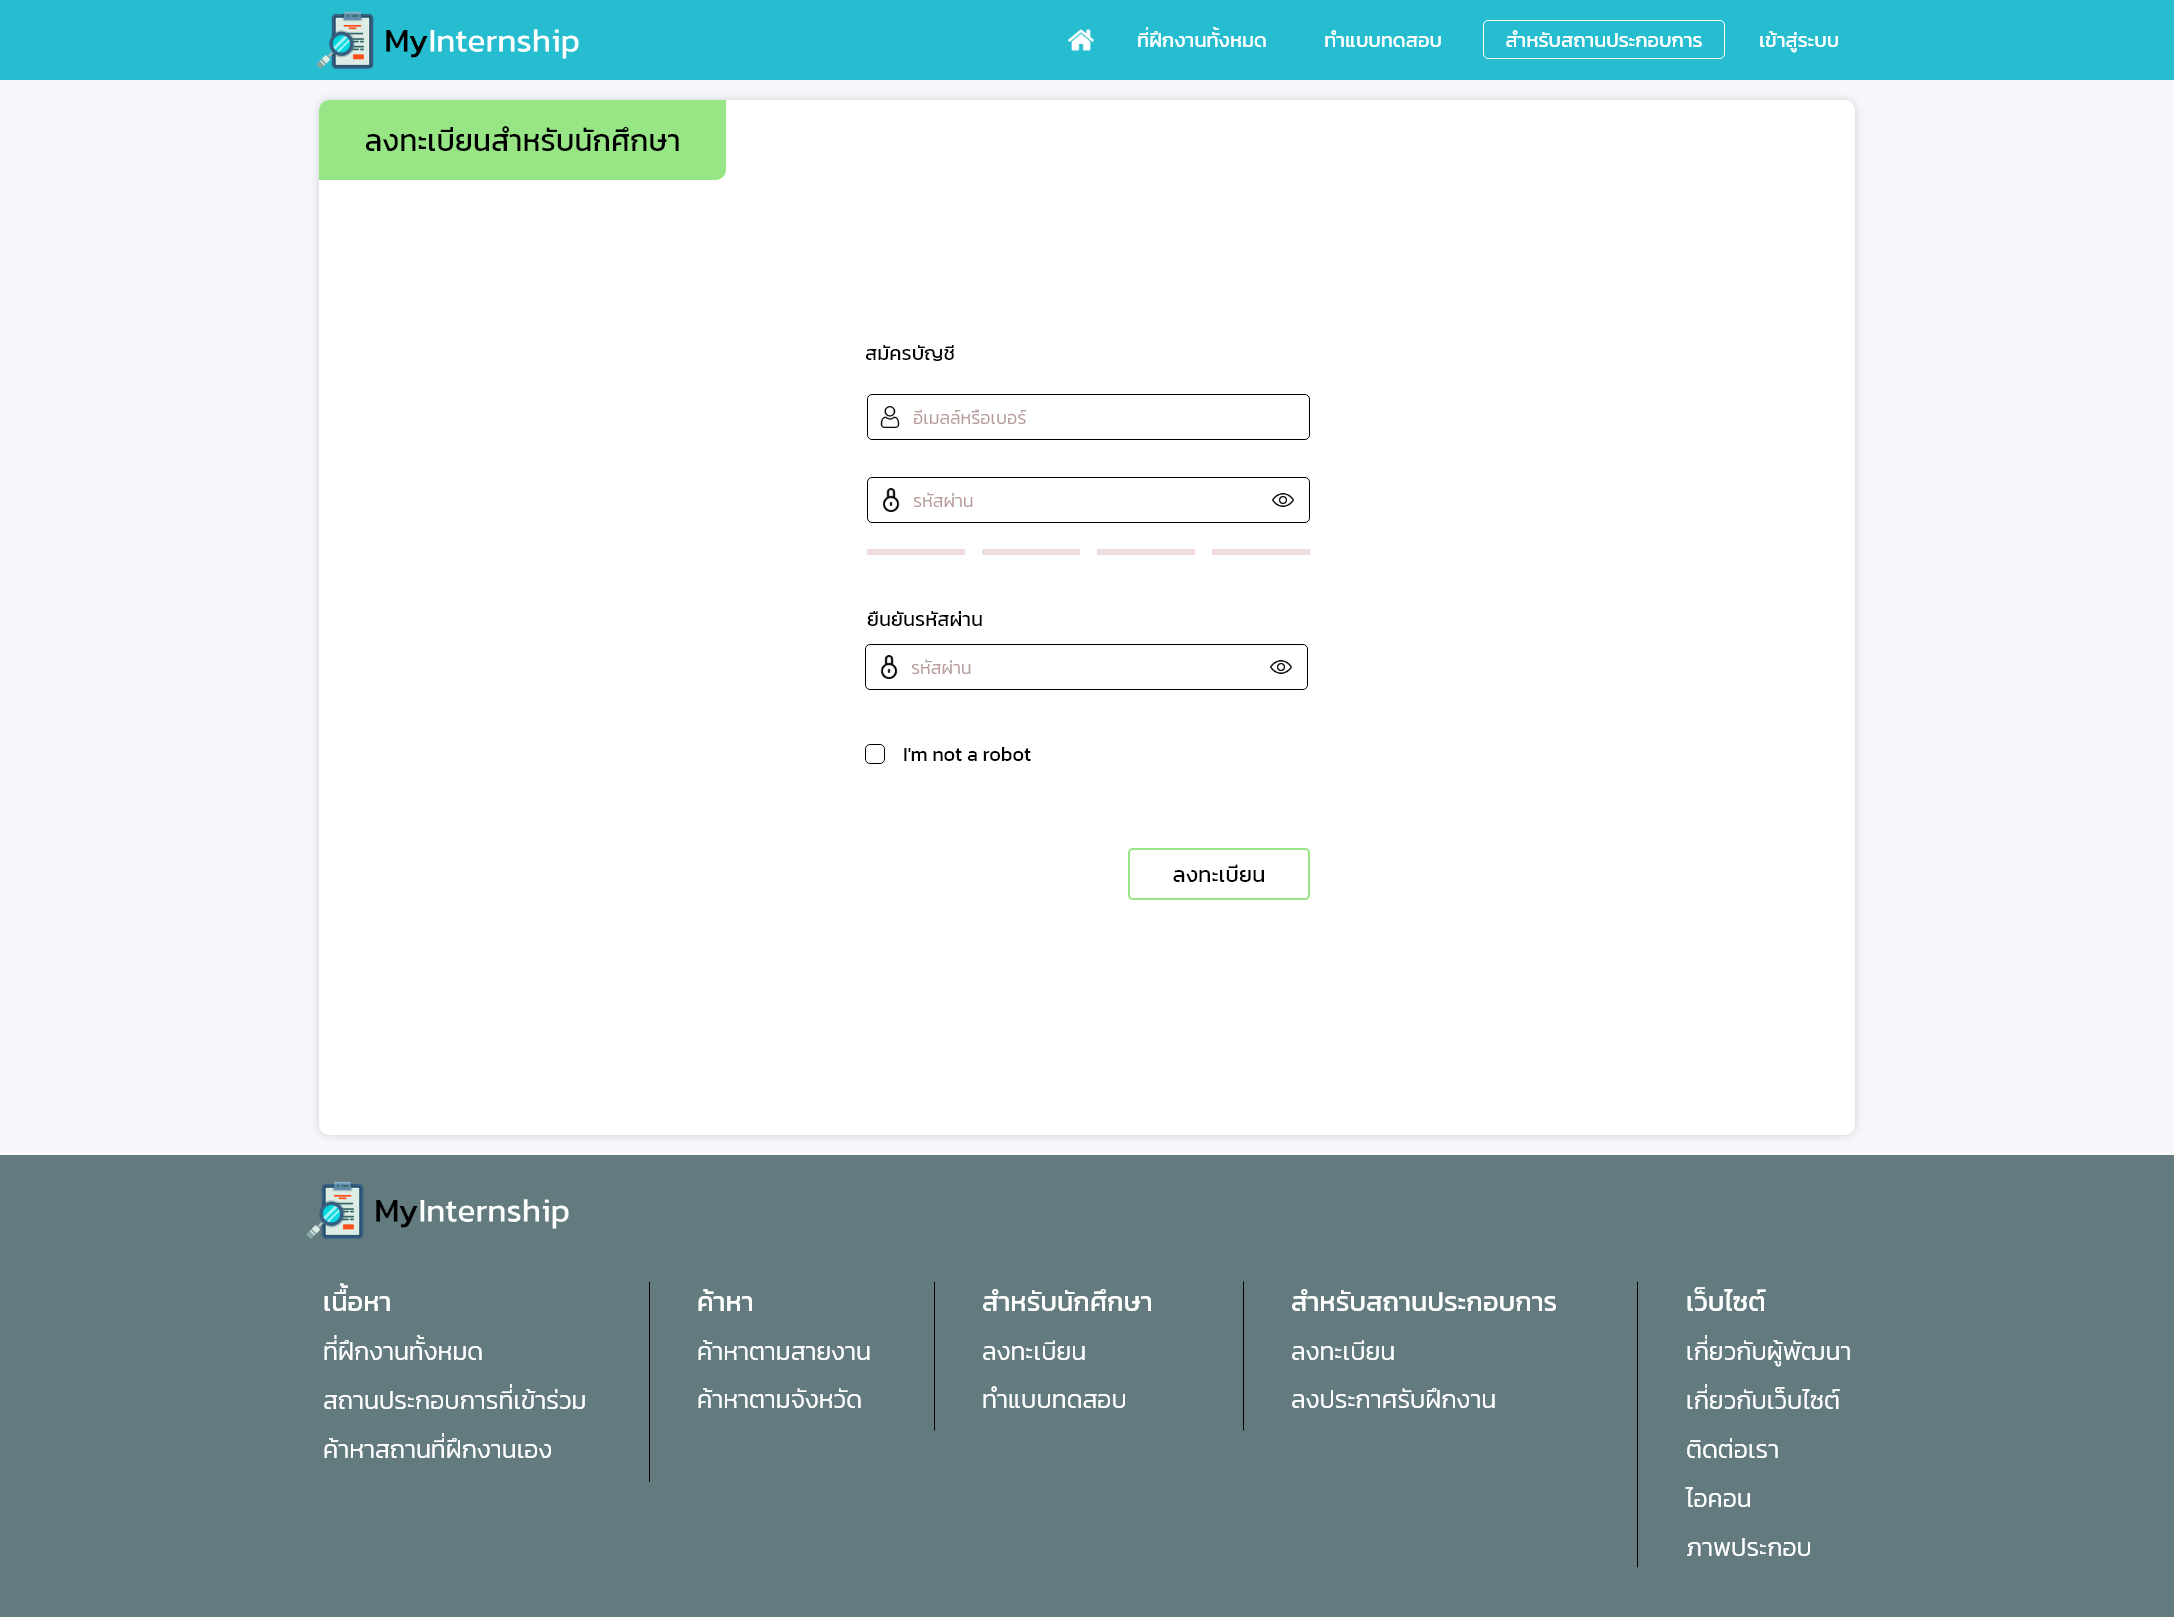 MyInternship
ที่ฝึกงานทั้งหมด
ทำแบบทดสอบ
สำหรับสถานประกอบการ
เข้าสู่ระบบ
ลงทะเบียนสำหรับนักศึกษา
สมัครบัญชี
อีเมลล์หรือเบอร์
รหัสผ่าน
ยืนยันรหัสผ่าน
รหัสผ่าน
I'm not a robot
ลงทะเบียน
MyInternship
เนื้อหา
ที่ฝึกงานทั้งหมด
สถานประกอบการที่เข้าร่วม
ค้าหาสถานที่ฝึกงานเอง
ค้าหา
ค้าหาตามสายงาน
ค้าหาตามจังหวัด
สำหรับนักศึกษา
ลงทะเบียน
ทำแบบทดสอบ
สำหรับสถานประกอบการ
ลงทะเบียน
ลงประกาศรับฝึกงาน
เว็บไซต์
เกี่ยวกับผู้พัฒนา
เกี่ยวกับเว็บไซต์
ติดต่อเรา
ไอคอน
ภาพประกอบ